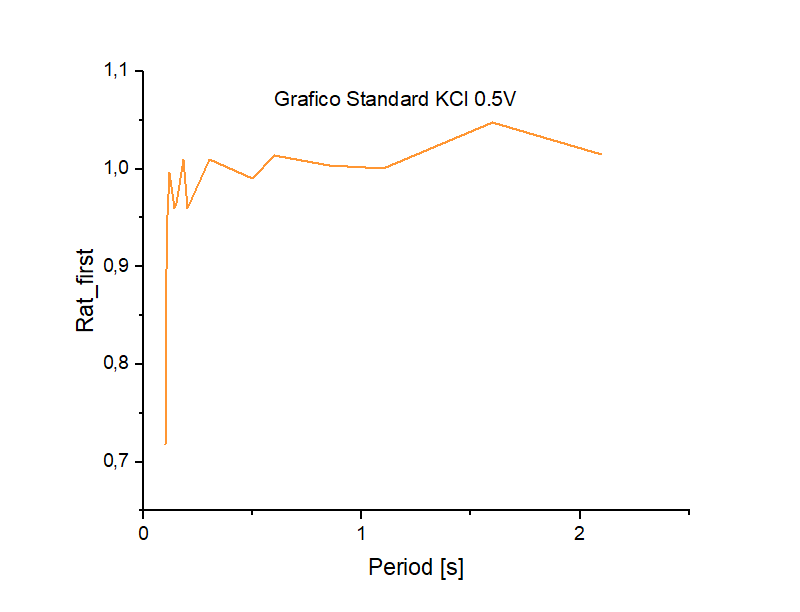 Grafico Standard KCl 0.5V
1,1
1,0
0,9
0,8
0,7
Rat_first
0
1
2
Period [s]